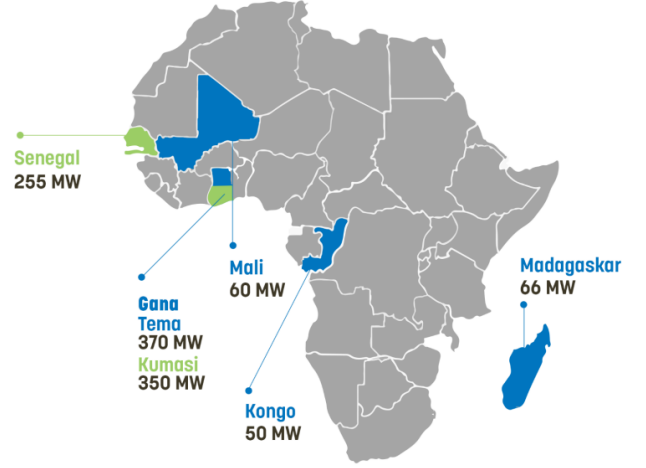 Senegal
255 MW
Mali
60 MW
Gana
Tema
370 MW
Kumasi
350 MW
Kongo
50 MW
Madagaskar
66 MW